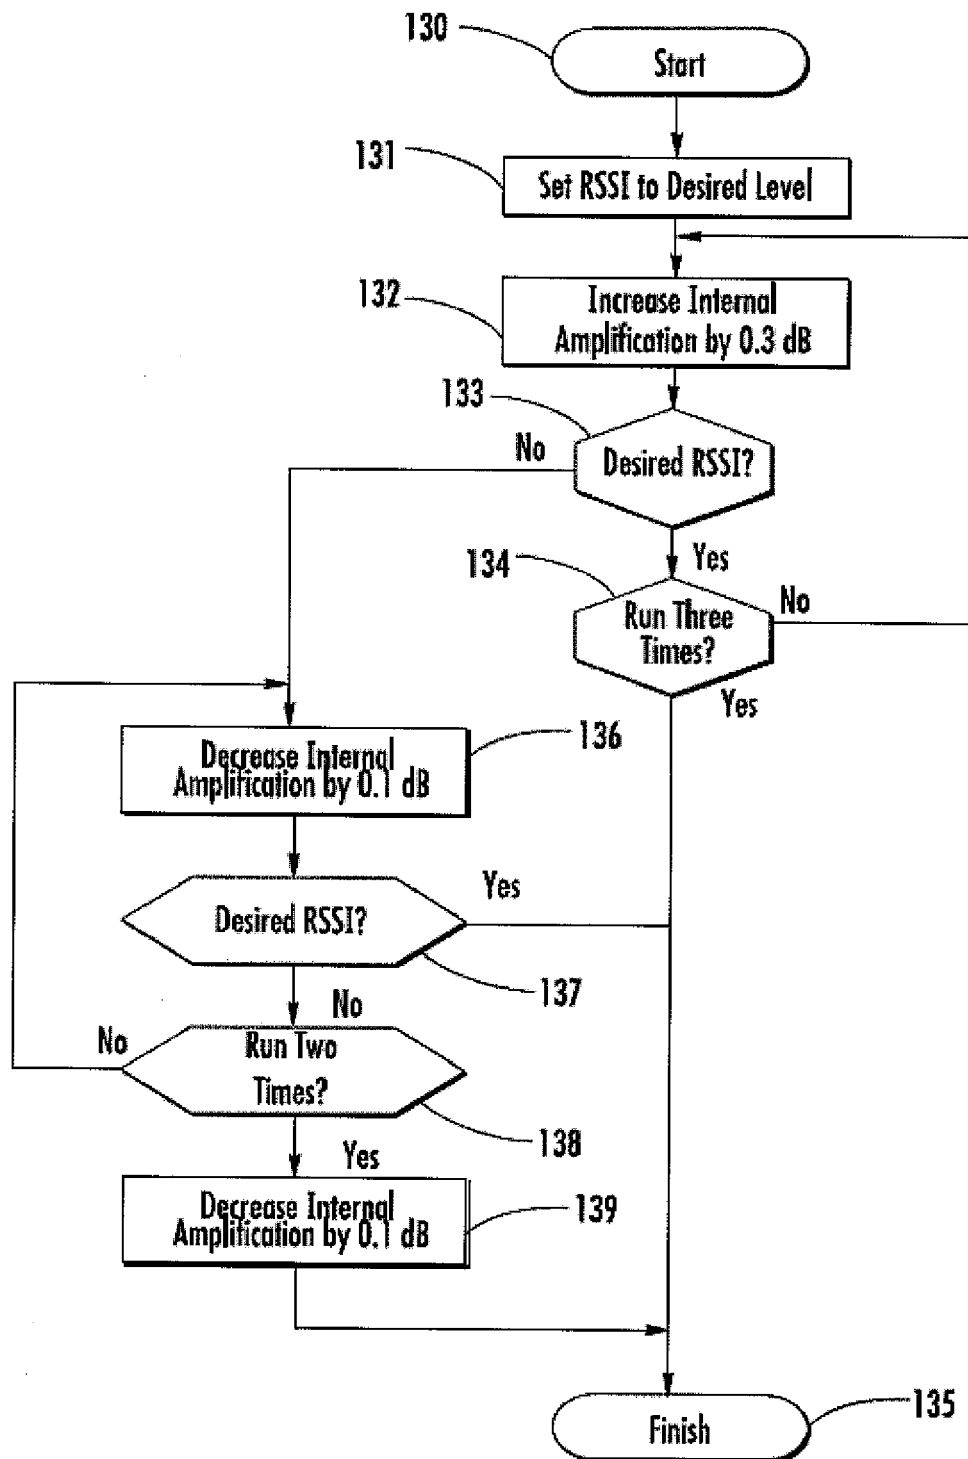 130
Start
131
Set RSSI to Desired Level
132
Increase Internal
Amplification by 0.3 dB
133
No
Desired RSSI?
Yes
134
Run Three
Times?
No
Yes
136
Decrease Internal
Amplification by 0.1 dB
Desired RSSI?
Yes
137
No
No
Run Two
Times?
138
Yes
Decrease Internal
Amplification by 0.1 dB
139
Finish
135